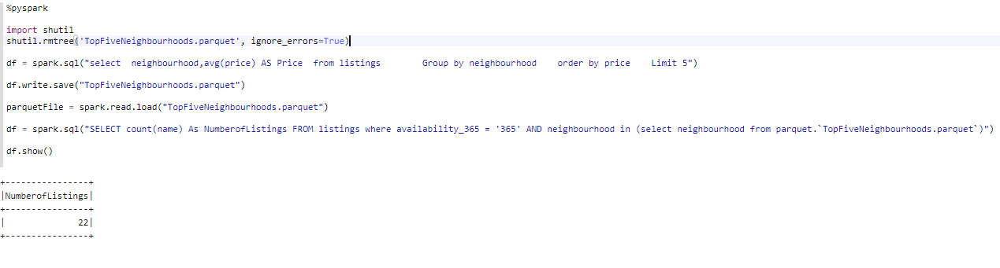 %pyspark
import shutil
shutil.rmtree('TopFiveNeighbourhoods.parquet', ignore_errors=True)
df = spark.sql("select  neighbourhood,avg(price) AS Price  from listings        Group by neighbourhood    order by price    Limit 5")
df.write.save("TopFiveNeighbourhoods.parquet")
parquetFile = spark.read.load("TopFiveNeighbourhoods.parquet")
df = spark.sql("SELECT count(name) As NumberofListings FROM listings where availability_365 = '365' AND neighbourhood in (select neighbourhood from parquet.`TopFiveNeighbourhoods.parquet`)")
df.show()
+----------------+
|NumberofListings|
+----------------+
|              22|
+----------------+